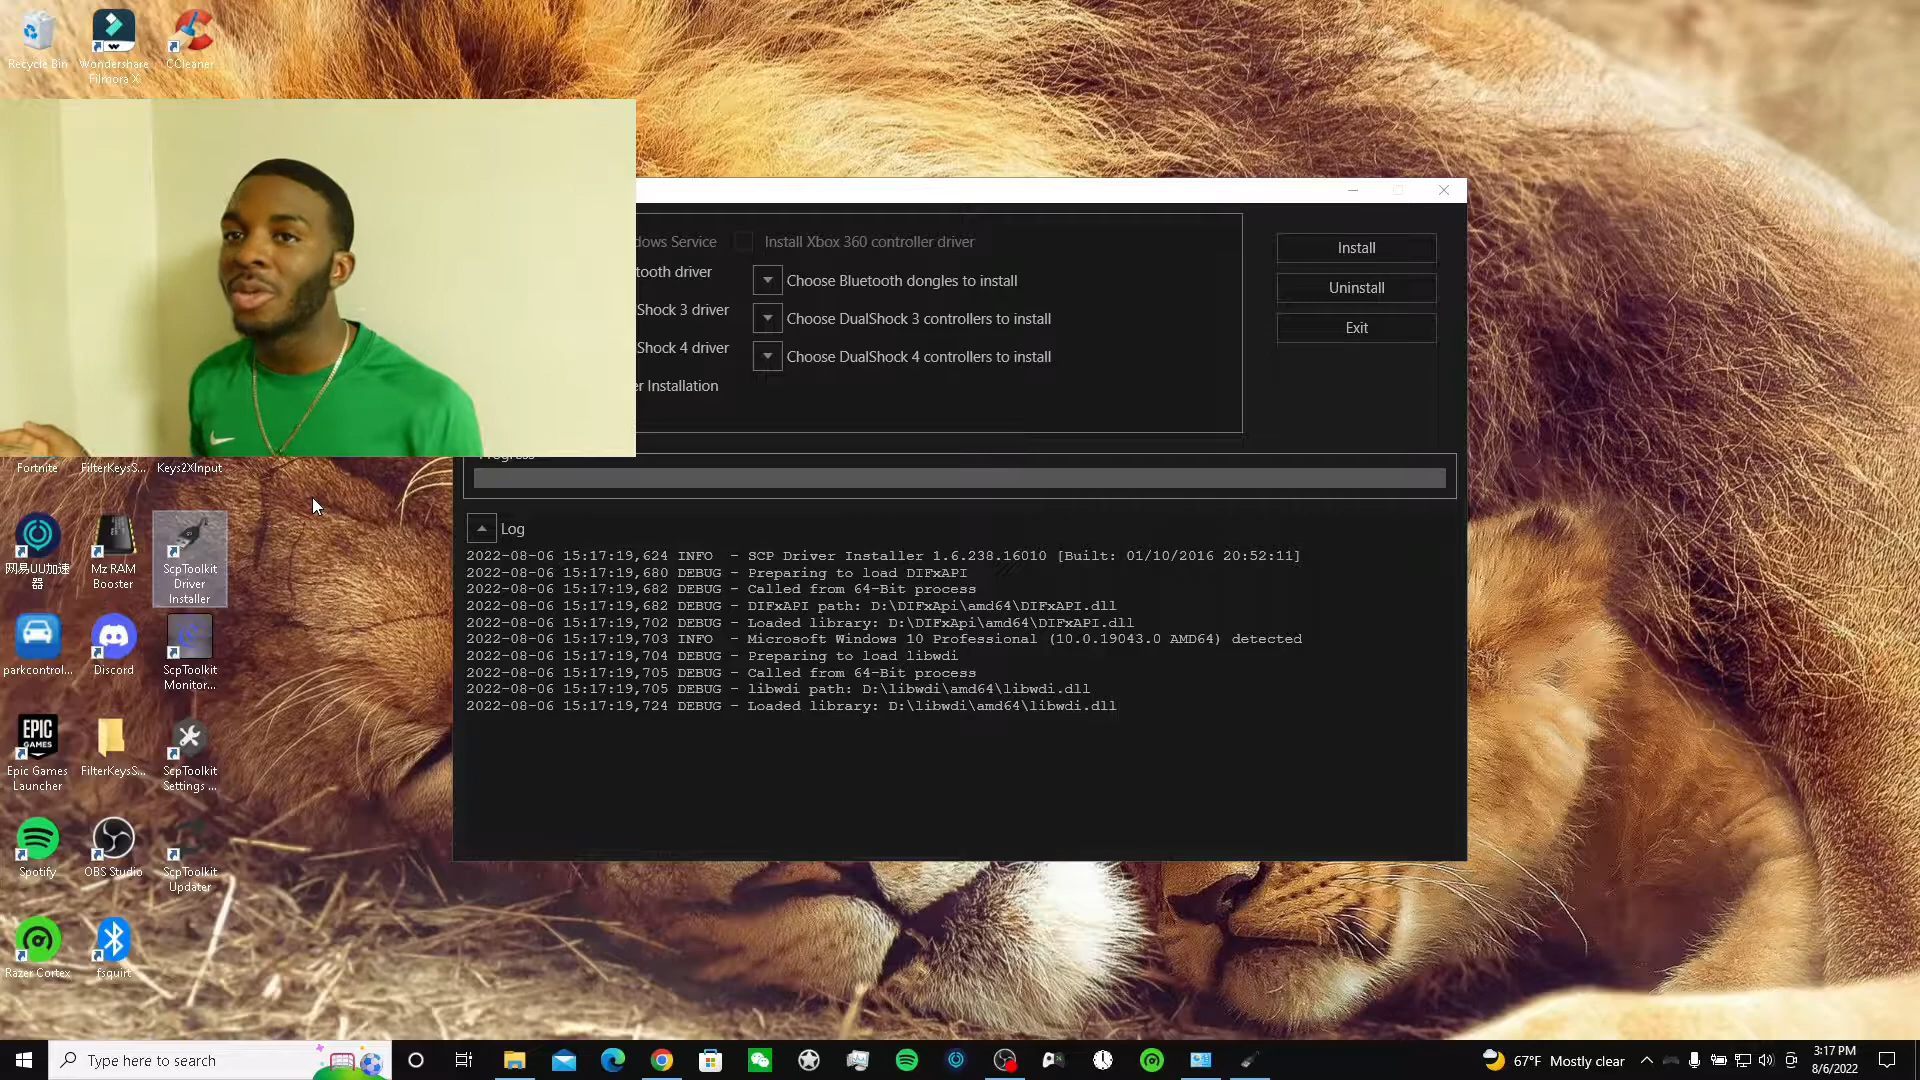 Recycle Bin
Wondershare
Filmora X
CCleaner
dows Service
Install Xbox 360 controller driver
Install
tooth driver
Choose Bluetooth dongles to install
Uninstall
Shock 3 driver
Choose DualShock 3 controllers to install
Exit
Shock 4 driver
Choose DualShock 4 controllers to install
er Installation
Progress
Log
2022-08-06 15:17:19,624 INFO - SCP Driver Installer 1.6.238.16010 [Built: 01/10/2016 20:52:11]
2022-08-06 15:17:19,680 DEBUG - Preparing to load DIFxAPI
2022-08-06 15:17:19,682 DEBUG - Called from 64-Bit process
2022-08-06 15:17:19,682 DEBUG - DIFxAPI path: D:\DIFxApi\amd64\DIFxAPI.dll
2022-08-06 15:17:19,702 DEBUG - Loaded library: D:\DIFxApi\amd64\DIFxAPI.dll
2022-08-06 15:17:19,703 INFO - Microsoft Windows 10 Professional (10.0.19043.0 AMD64) detected
2022-08-06 15:17:19,704 DEBUG - Preparing to load libwdi
2022-08-06 15:17:19,705 DEBUG - Called from 64-Bit process
2022-08-06 15:17:19,705 DEBUG - libwdi path: D:\libwdi\amd64\libwdi.dll
2022-08-06 15:17:19,724 DEBUG - Loaded library: D:\libwdi\amd64\libwdi.dll
Fortnite
FilterKeysS...
Keys2XInput
网易UU加速
器
Mz RAM
Booster
ScpToolkit
Driver
Installer
parkcontrol...
Discord
ScpToolkit
Monitor...
EPIC
GAMES
Epic Games
Launcher
FilterKeysS...
ScpToolkit
Settings ...
Spotify
OBS Studio
ScpToolkit
Updater
Razer Cortex
fsquirt
Type here to search
67°F Mostly clear
3:17 PM
8/6/2022